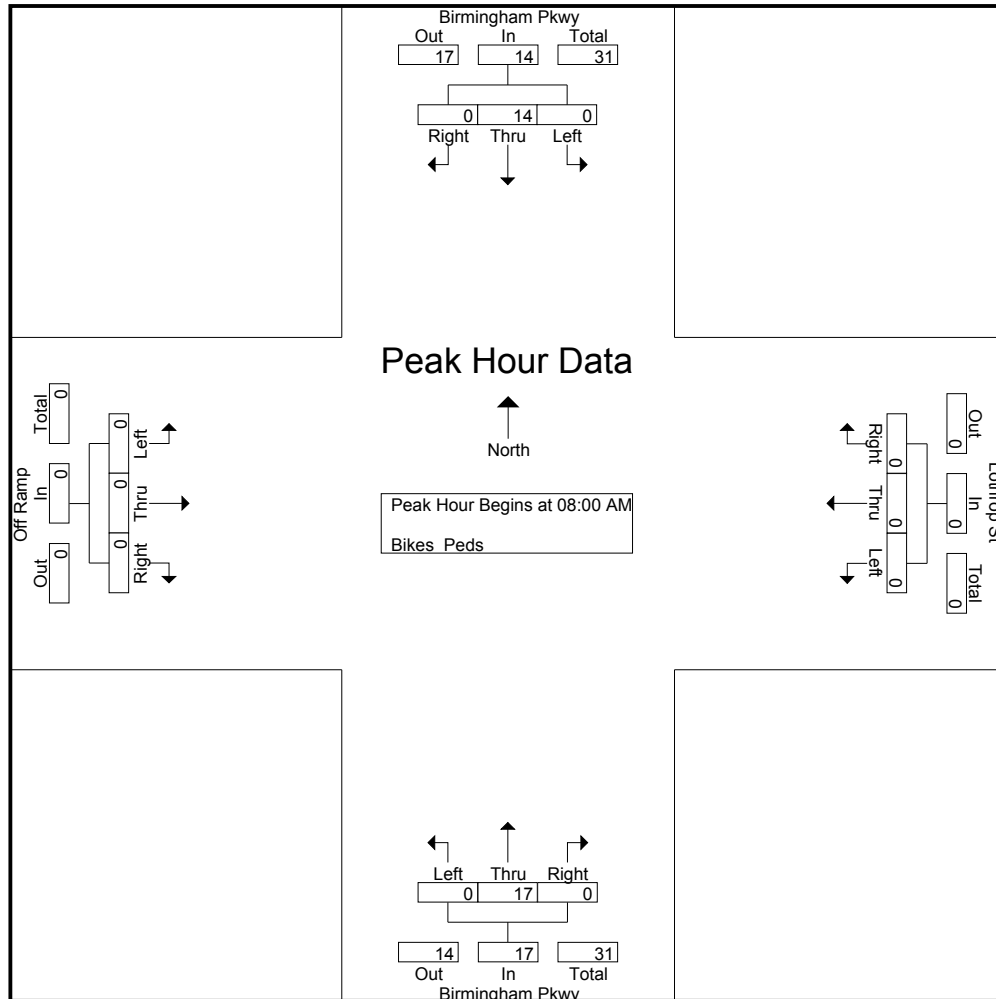 Birmingham Pkwy
Out In Total
17 14 31
0 14 0
Right Thru Left
Peak Hour Data
North
Peak Hour Begins at 08:00 AM
Bikes Peds
Off Ramp
Out In Total
0 0 0
0 0 0
Left Thru Right
Right Thru Left
0 0 0
0 0 0
Out In Total
St
Left Thru Right
0 17 0
14 17 31
Out In Total
Birmingham Pkwy